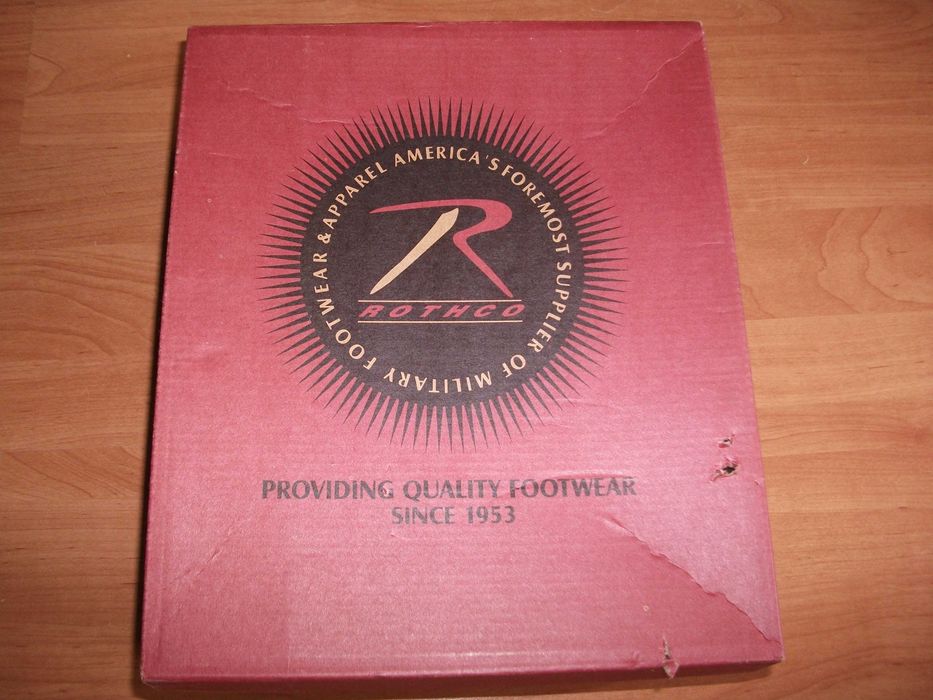 AMERICA'S FOREMOST SUPPLIER OF MILITARY FOOTWEAR & APPAREL
R
ROTHCO
PROVIDING QUALITY FOOTWEAR
SINCE 1953